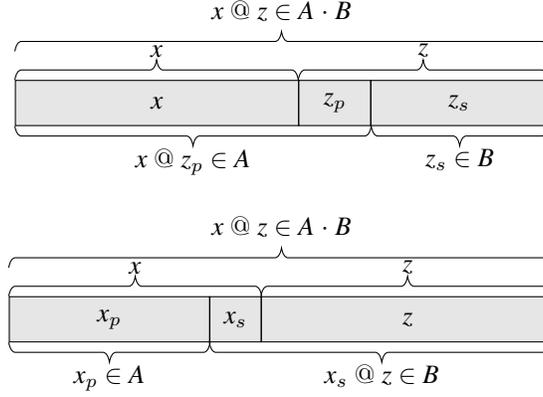 x @ z ∈ A · B
x z
x z_p z_s
x @ z_p ∈ A z_s ∈ B
x @ z ∈ A · B
x z
x_p x_s z
x_p ∈ A x_s @ z ∈ B